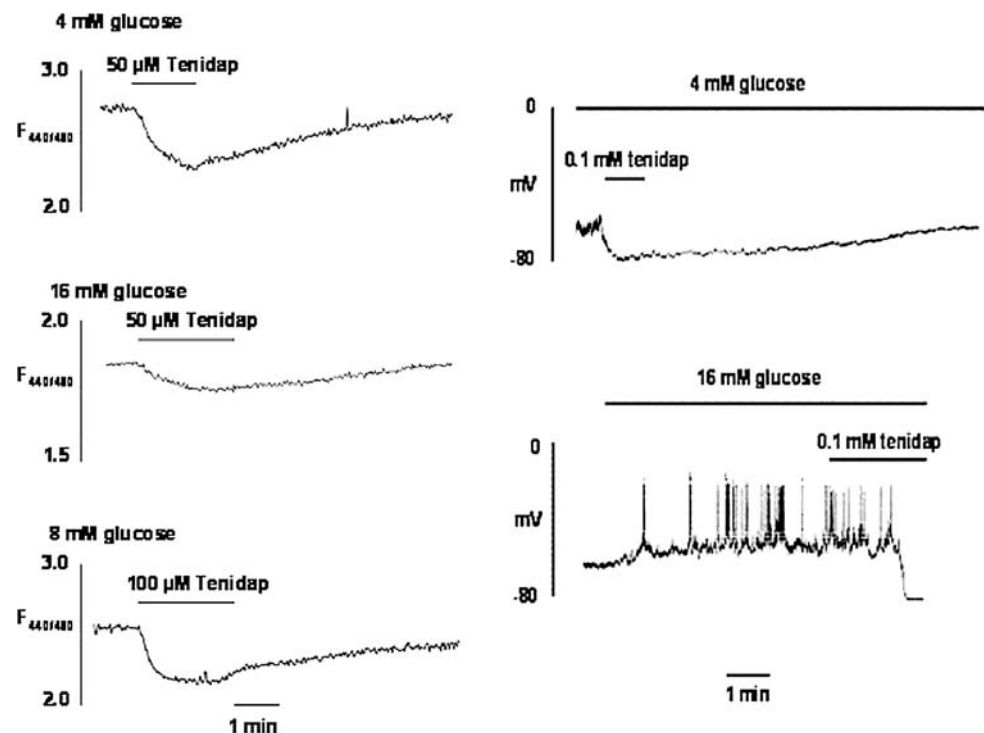 4 mM glucose
3.0
50 µM Tenidap
F 440/480
2.0
16 mM glucose
2.0
50 µM Tenidap
F 440/480
1.5
8 mM glucose
3.0
100 µM Tenidap
F 440/480
2.0
1 min
4 mM glucose
0
0.1 mM tenidap
mV
-80
16 mM glucose
0
0.1 mM tenidap
mV
-80
1 min